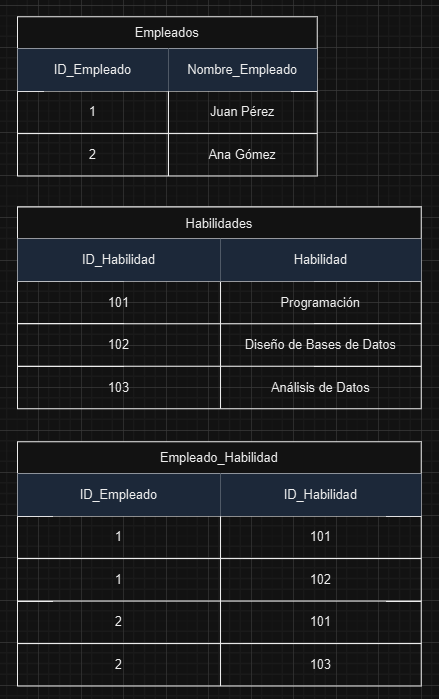 Empleados
ID_Empleado Nombre_Empleado
1 Juan Pérez
2 Ana Gómez
Habilidades
ID_Habilidad Habilidad
101 Programación
102 Diseño de Bases de Datos
103 Análisis de Datos
Empleado_Habilidad
ID_Empleado ID_Habilidad
1 101
1 102
2 101
2 103